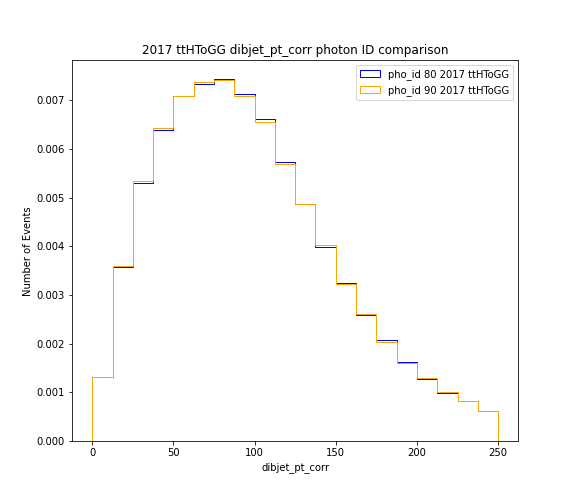 2017 ttHToGG dibjet_pt_corr photon ID comparison
pho_id 80 2017 ttHToGG
pho_id 90 2017 ttHToGG
Number of Events
0.007
0.006
0.005
0.004
0.003
0.002
0.001
0.000
0
50
100
150
200
250
dibjet_pt_corr